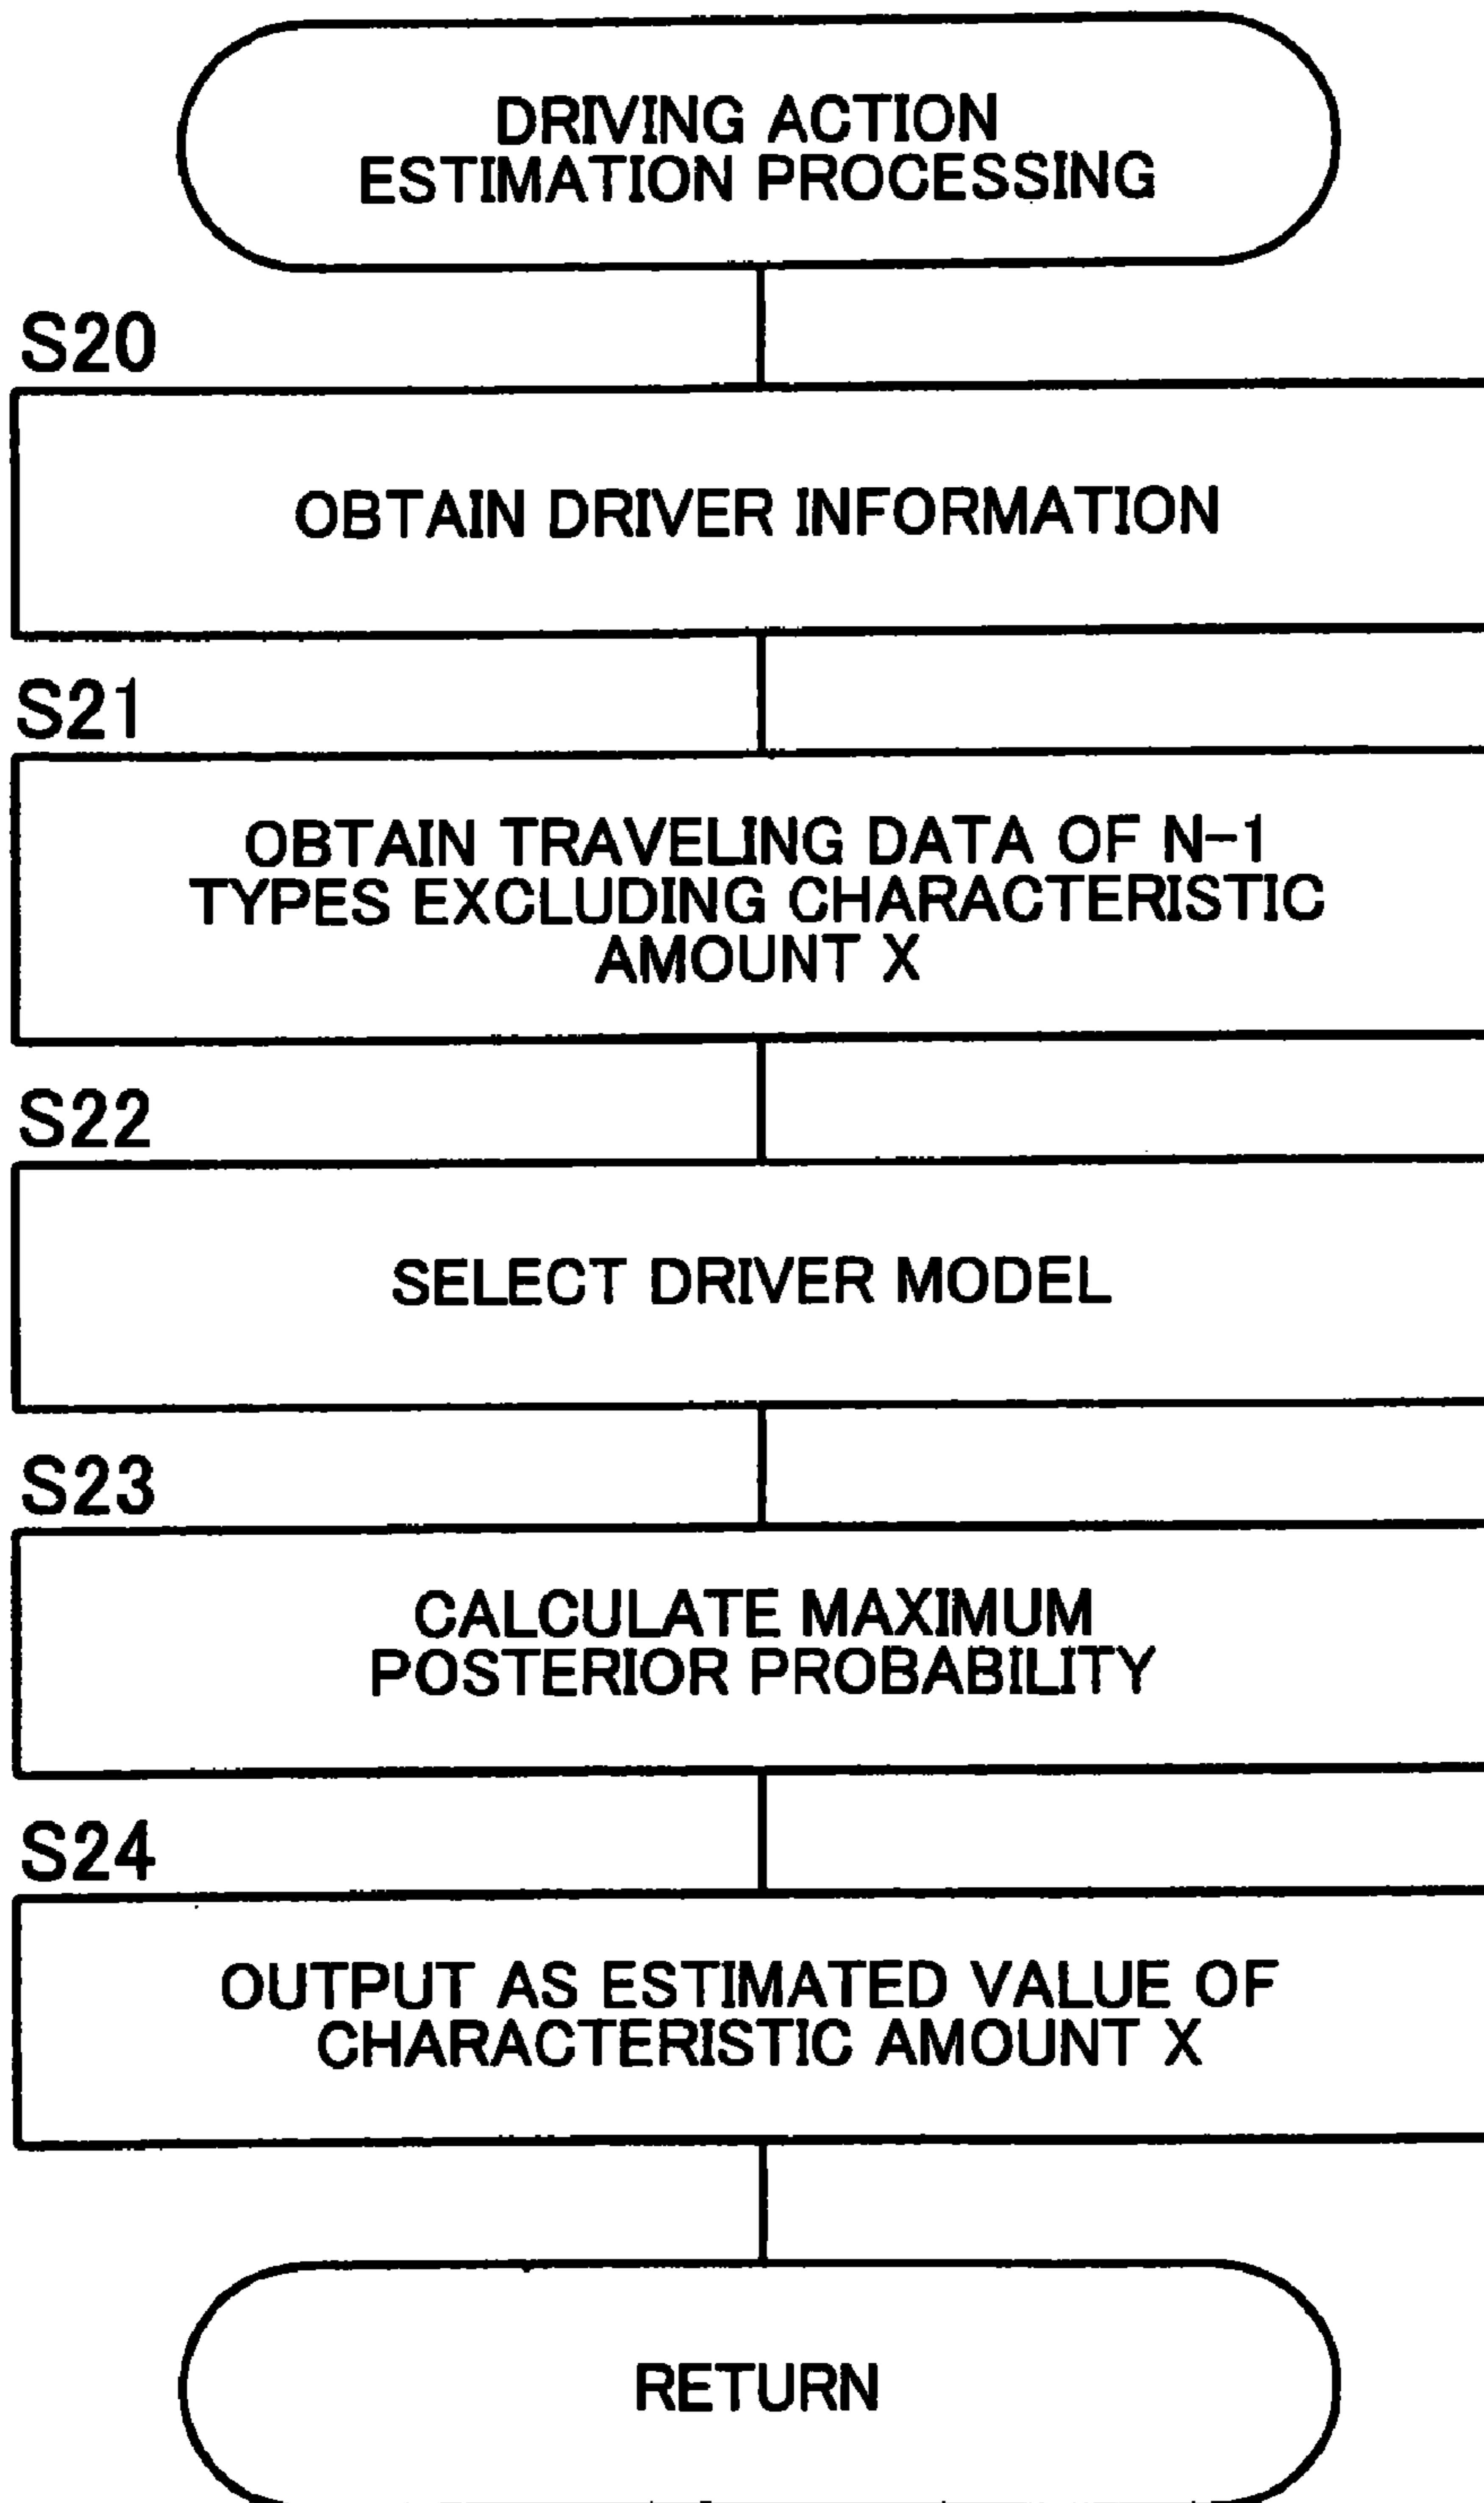 DRIVING ACTION
ESTIMATION PROCESSING
S20
OBTAIN DRIVER INFORMATION
S21
OBTAIN TRAVELING DATA OF N-1
TYPES EXCLUDING CHARACTERISTIC
AMOUNT X
S22
SELECT DRIVER MODEL
S23
CALCULATE MAXIMUM
POSTERIOR PROBABILITY
S24
OUTPUT AS ESTIMATED VALUE OF
CHARACTERISTIC AMOUNT X
RETURN